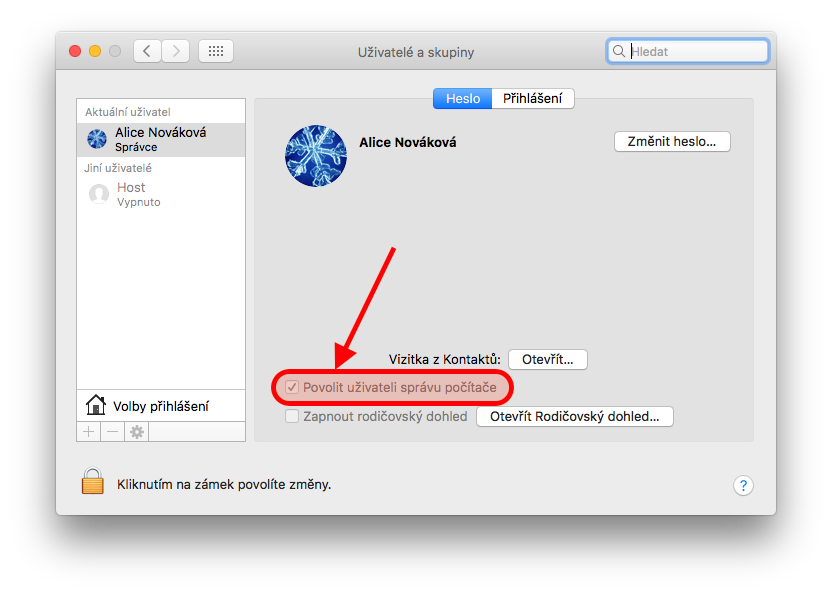 Uživatelé a skupiny
Hledat
Heslo
Přihlášení
Aktuální uživatel
Alice Nováková
Správce
Jiní uživatelé
Host
Vypnuto
Alice Nováková
Změnit heslo...
Vizitka z Kontaktů:
Otevřít...
Povolit uživateli správu počítače
Zapnout rodičovský dohled
Otevřít Rodičovský dohled...
Volby přihlášení
Kliknutím na zámek povolíte změny.
?